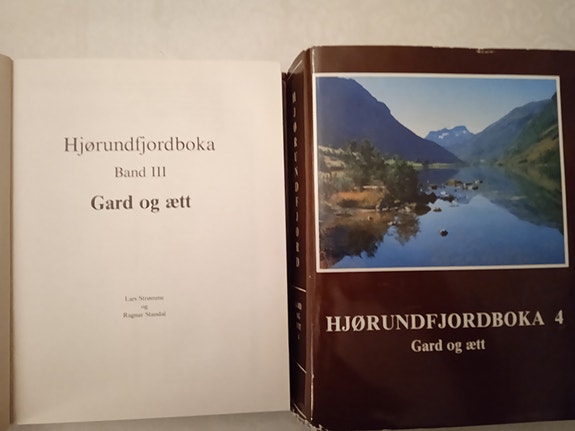 Hjørundfjordboka
Band III
Gard og ætt
Lars Strømme
og
Ragnar Standal
HJØRUNDFJORD
HJØRUNDFJORDBOKA 4
Gard og ætt